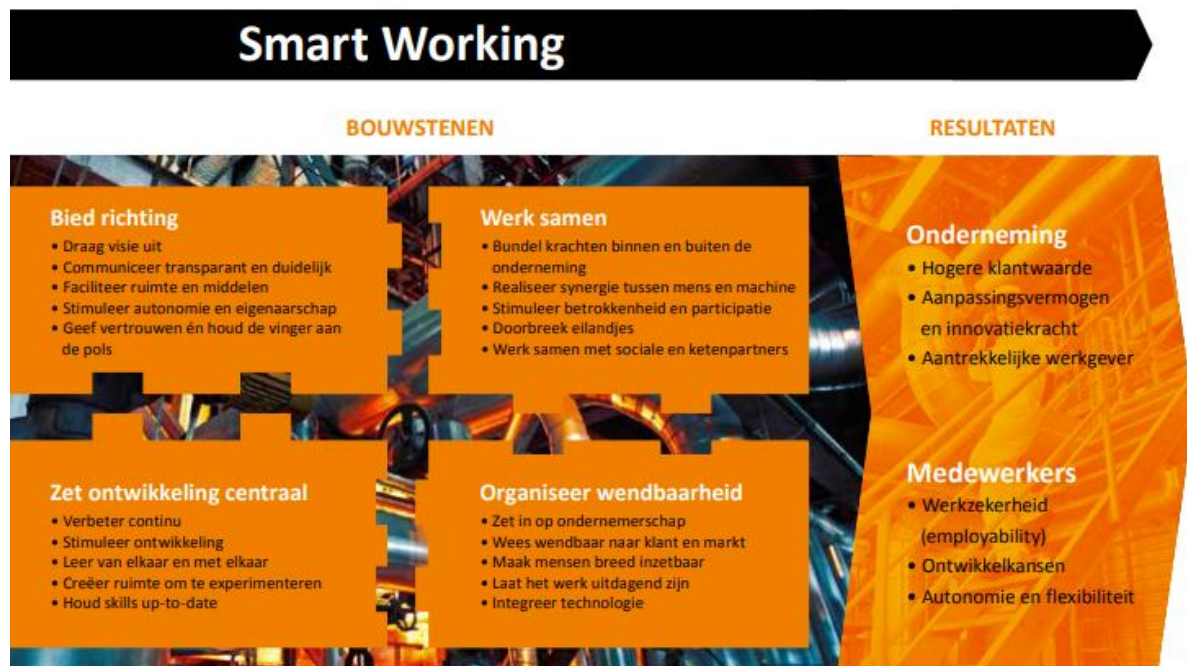 Smart Working
BOUWSTENEN
RESULTATEN
Bied richting
• Draag visie uit
• Communiceer transparant en duidelijk
• Faciliteer ruimte en middelen
• Stimuleer autonomie en eigenaarschap
• Geef vertrouwen én houd de vinger aan
de pols
Werk samen
• Bundel krachten binnen en buiten de
onderneming
• Realiseer synergie tussen mens en machine
• Stimuleer betrokkenheid en participatie
• Doorbreek eilandjes
• Werk samen met sociale en ketenpartners
Zet ontwikkeling centraal
• Verbeter continu
• Stimuleer ontwikkeling
• Leer van elkaar en met elkaar
• Creëer ruimte om te experimenteren
• Houd skills up-to-date
Organiseer wendbaarheid
• Zet in op ondernemerschap
• Wees wendbaar naar klant en markt
• Maak mensen breed inzetbaar
• Laat het werk uitdagend zijn
• Integreer technologie
Onderneming
• Hogere klantwaarde
• Aanpassingsvermogen
en innovatiekracht
• Aantrekkelijke werkgever
Medewerkers
• Werkzekerheid
(employability)
• Ontwikkelkansen
• Autonomie en flexibiliteit